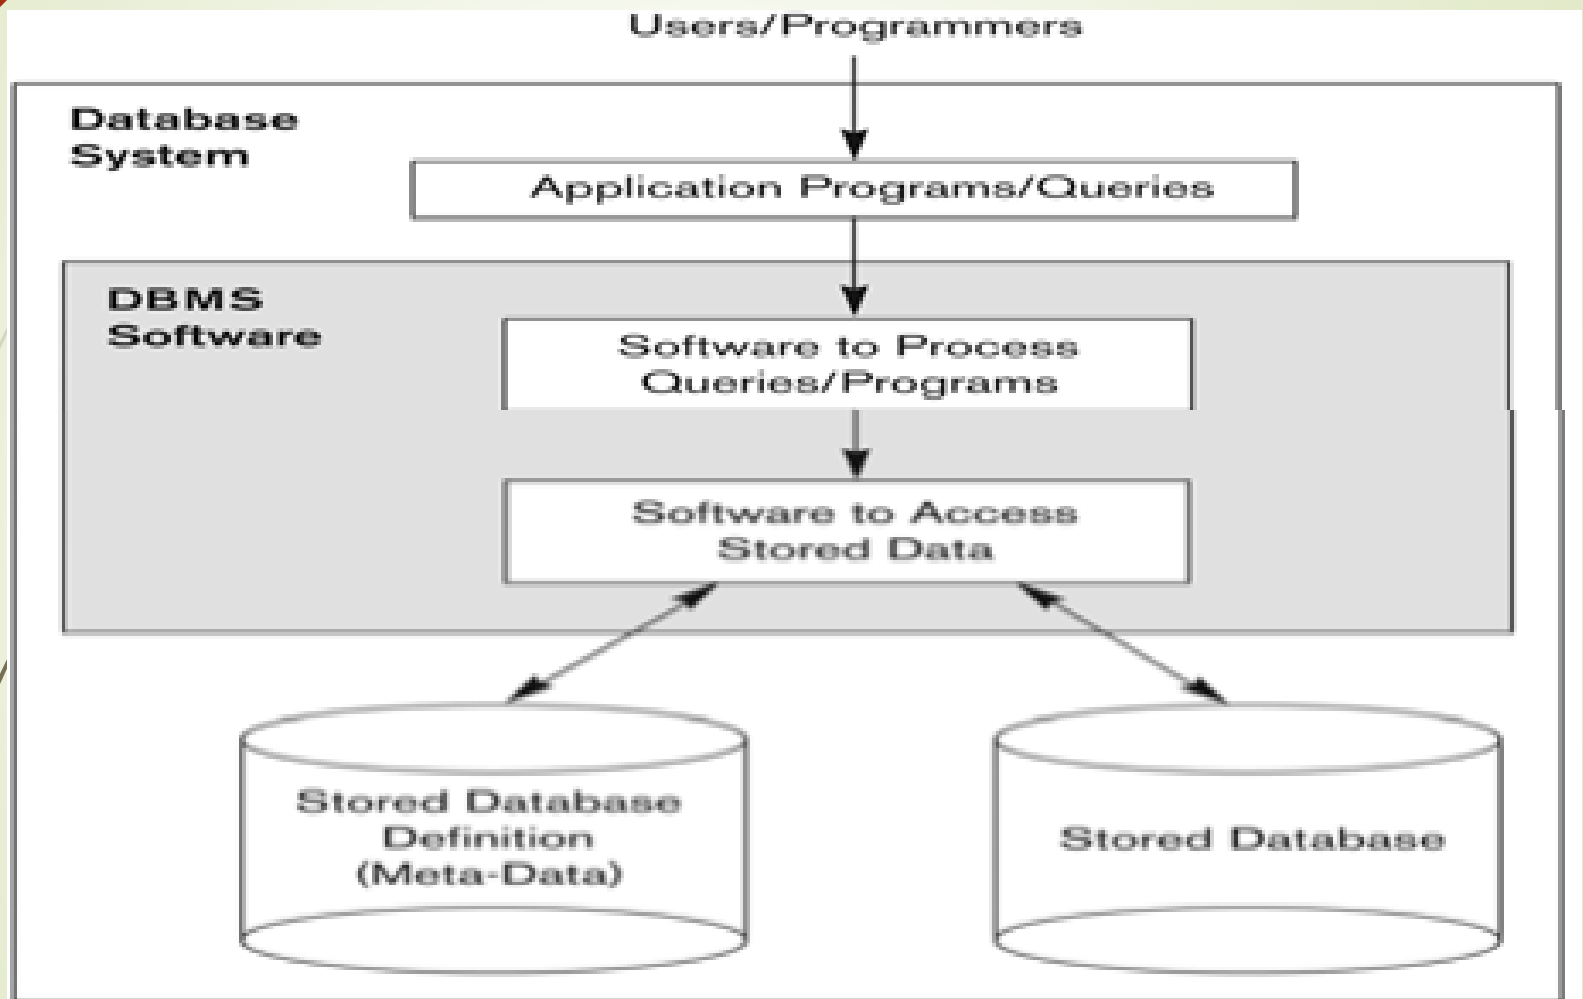 Users/Programmers
Database
System
Application Programs/Queries
DBMS
Software
Software to Process
Queries/Programs
Software to Access
Stored Data
Stored Database
Definition
(Meta-Data)
Stored Database